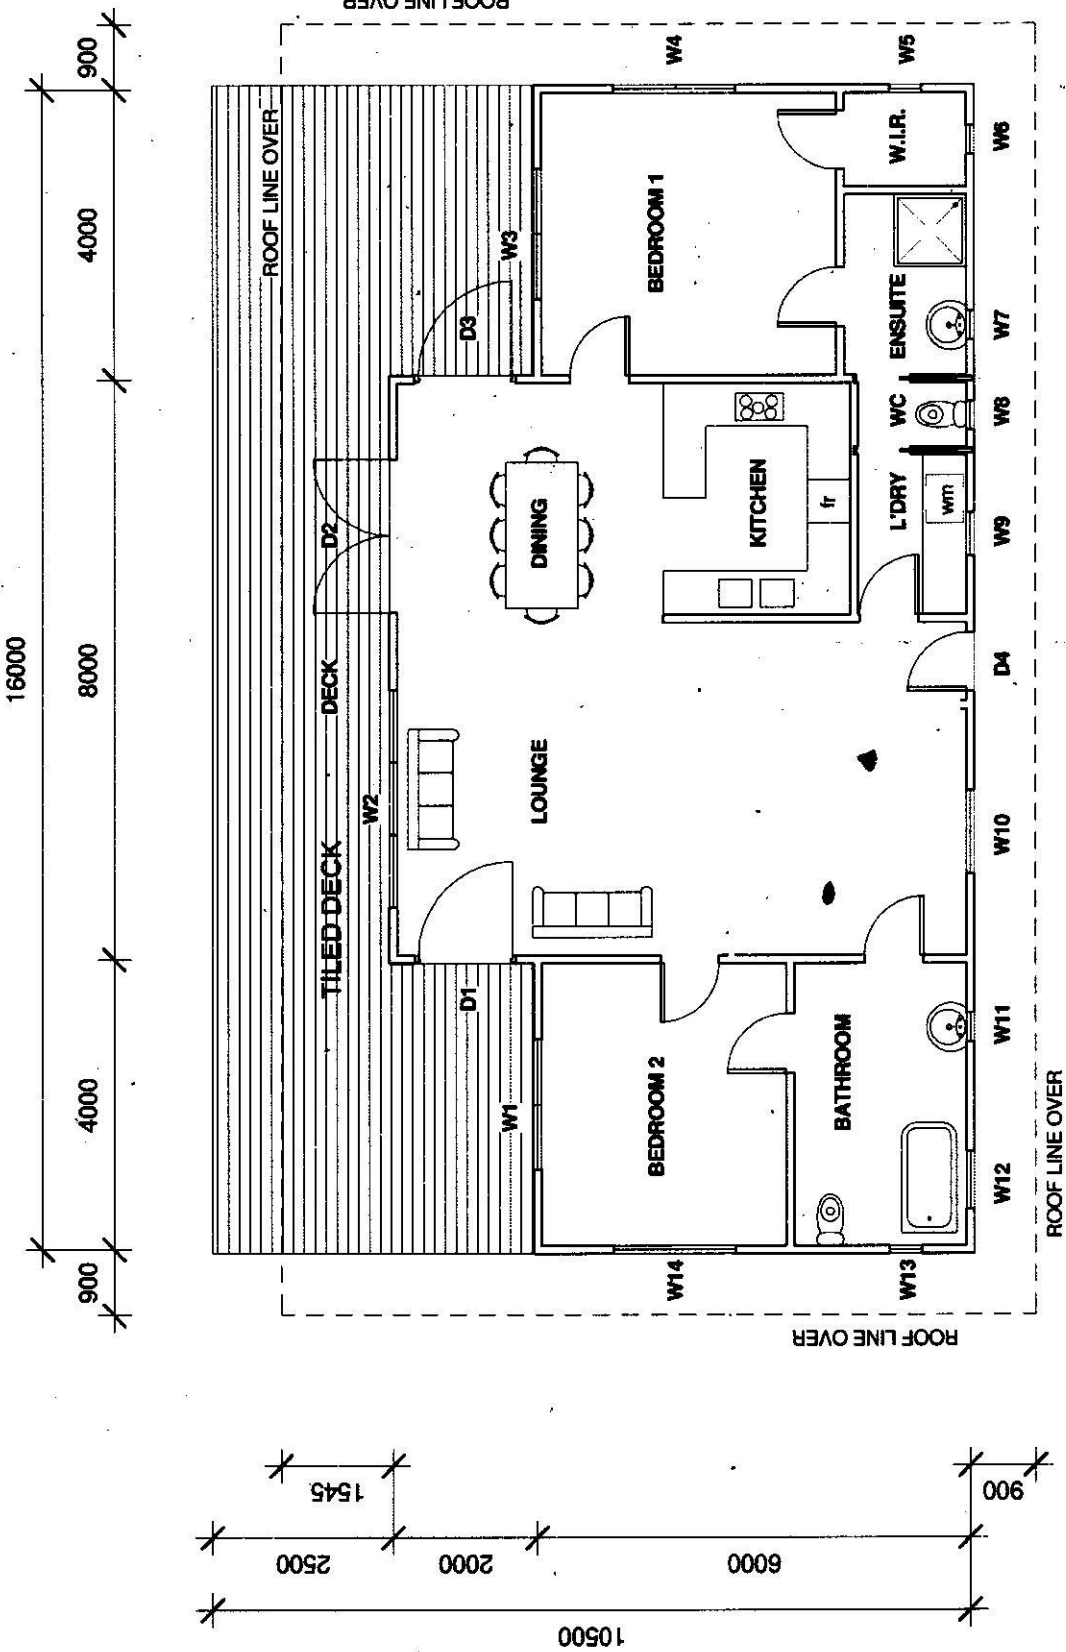 16000
900
4000
8000
4000
900
ROOF LINE OVER
ROOF LINE OVER
TILED DECK
DECK
D2
W2
D1
D3
W1
W3
LOUNGE
DINING
BEDROOM 2
BEDROOM 1
KITCHEN
fr
BATHROOM
L'DRY
WC
ENSUITE
W.I.R.
wm
W14
W4
W13
W5
W12
W11
W10
D4
W9
W8
W7
W6
ROOF LINE OVER
ROOF LINE OVER
1545
900
2500
2000
6000
10500